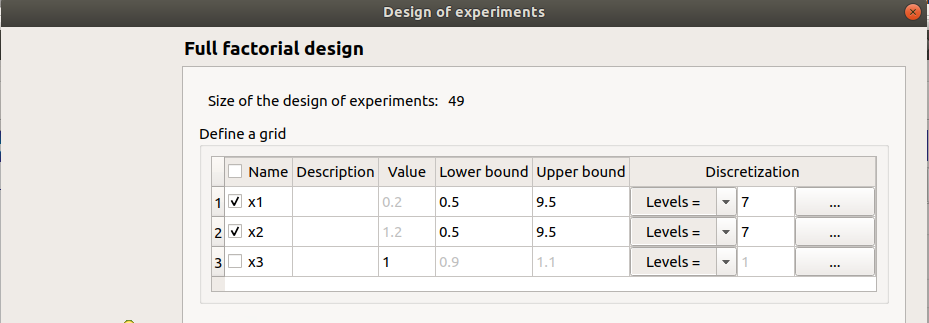 Design of experiments
Full factorial design
Size of the design of experiments: 49
Define a grid
Name Description Value Lower bound Upper bound Discretization
1 x1 0.2 0.5 9.5 Levels = 7 ...
2 x2 1.2 0.5 9.5 Levels = 7 ...
3 x3 1 0.9 1.1 Levels = 1 ...